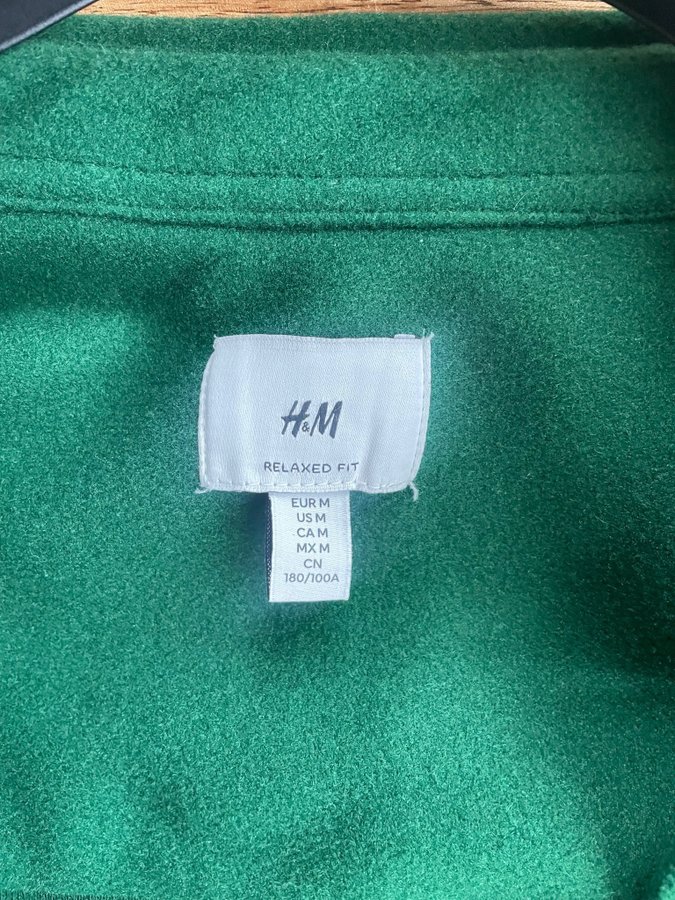 H&M
RELAXED FIT
EUR M
US M
CA M
MX M
CN
180/100A